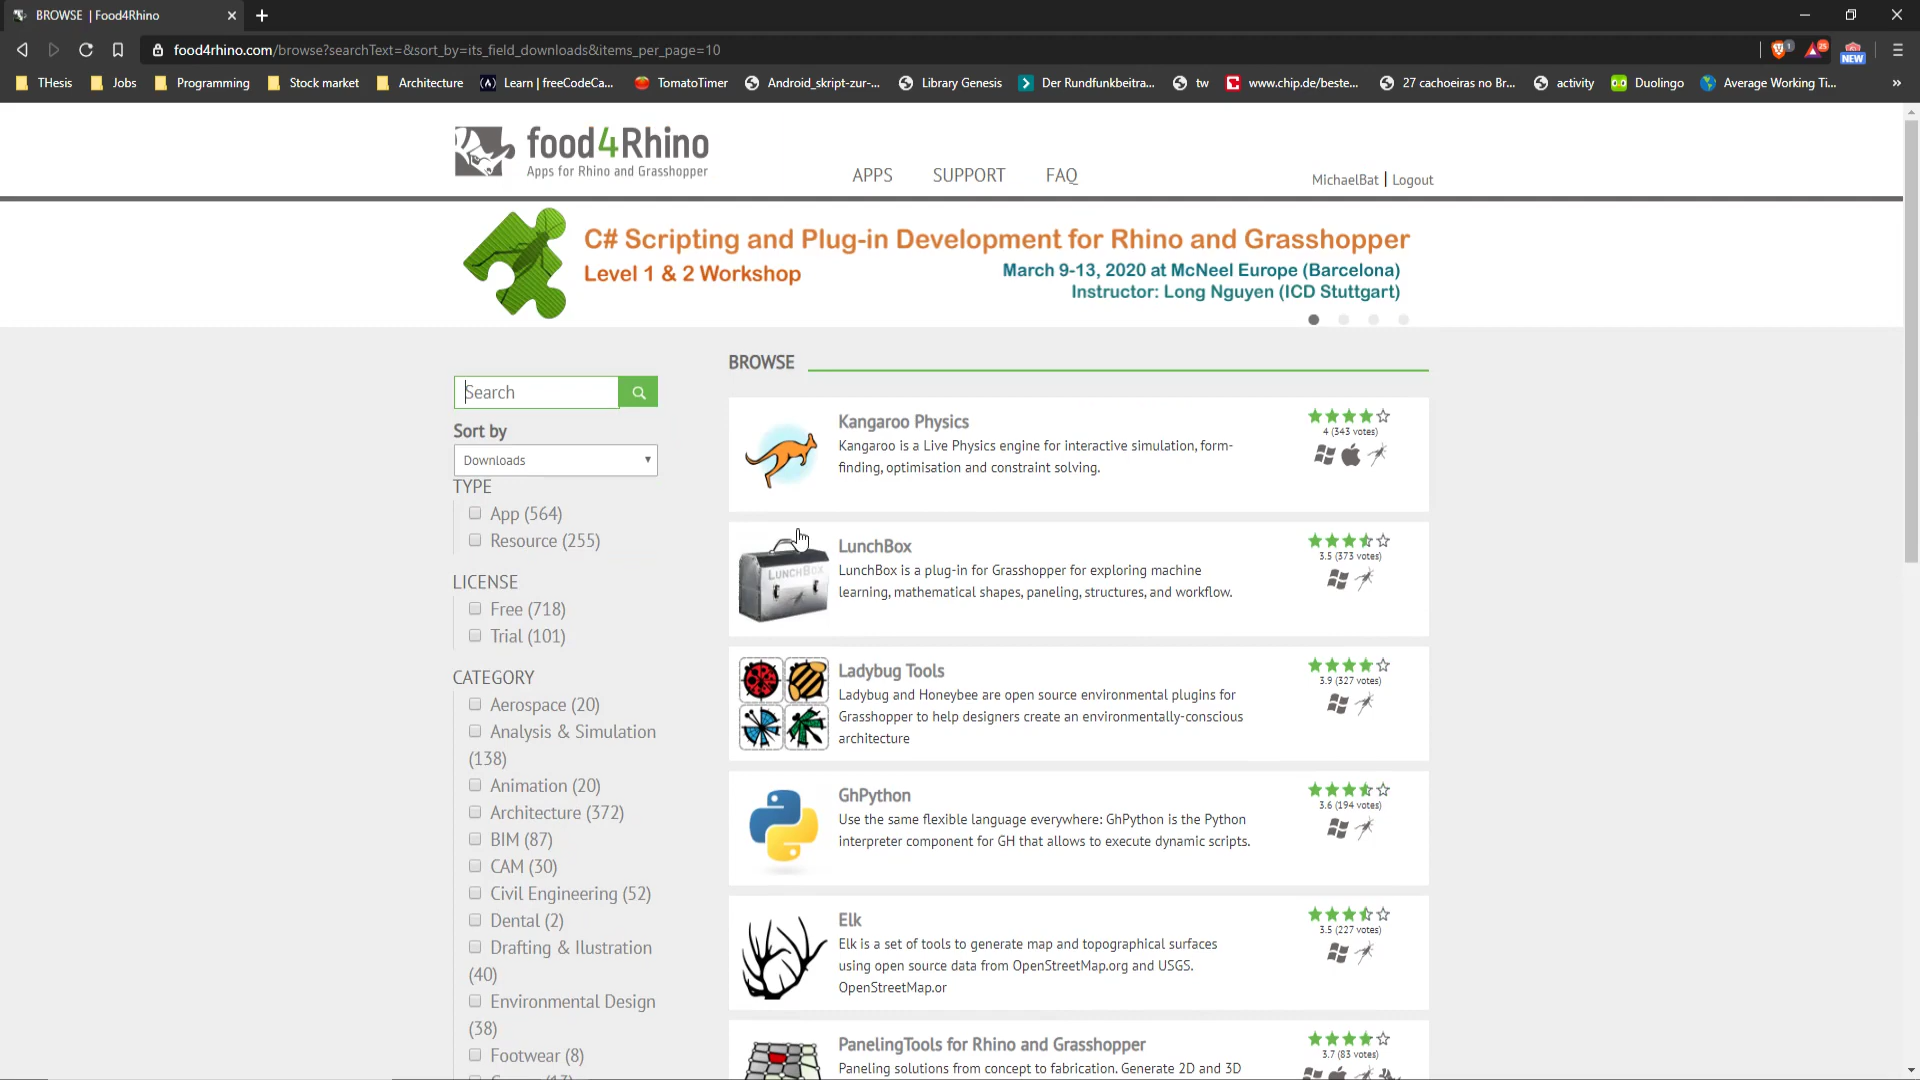 BROWSE | Food4Rhino
food4rhino.com/browse?searchText=&sort_by=its_field_downloads&items_per_page=10
1
25
NEW
THesis
Jobs
Programming
Stock market
Architecture
Learn | freeCodeCa...
TomatoTimer
Android_skript-zur-...
Library Genesis
Der Rundfunkbeitra...
tw
www.chip.de/beste...
27 cachoeiras no Br...
activity
Duolingo
Average Working Ti...
food4Rhino
Apps for Rhino and Grasshopper
APPS
SUPPORT
FAQ
MichaelBat | Logout
C# Scripting and Plug-in Development for Rhino and Grasshopper
Level 1 & 2 Workshop
March 9-13, 2020 at McNeel Europe (Barcelona)
Instructor: Long Nguyen (ICD Stuttgart)
Search
Sort by
Downloads
TYPE
App (564)
Resource (255)
LICENSE
Free (718)
Trial (101)
CATEGORY
Aerospace (20)
Analysis & Simulation
(138)
Animation (20)
Architecture (372)
BIM (87)
CAM (30)
Civil Engineering (52)
Dental (2)
Drafting & Ilustration
(40)
Environmental Design
(38)
Footwear (8)
BROWSE
Kangaroo Physics
Kangaroo is a Live Physics engine for interactive simulation, form-
finding, optimisation and constraint solving.
4 (343 votes)
LUNCHBOX
LunchBox
LunchBox is a plug-in for Grasshopper for exploring machine
learning, mathematical shapes, paneling, structures, and workflow.
3.5 (373 votes)
Ladybug Tools
Ladybug and Honeybee are open source environmental plugins for
Grasshopper to help designers create an environmentally-conscious
architecture
3.9 (327 votes)
GhPython
Use the same flexible language everywhere: GhPython is the Python
interpreter component for GH that allows to execute dynamic scripts.
3.6 (194 votes)
Elk
Elk is a set of tools to generate map and topographical surfaces
using open source data from OpenStreetMap.org and USGS.
OpenStreetMap.or
3.5 (227 votes)
PanelingTools for Rhino and Grasshopper
Paneling solutions from concept to fabrication. Generate 2D and 3D
3.7 (83 votes)